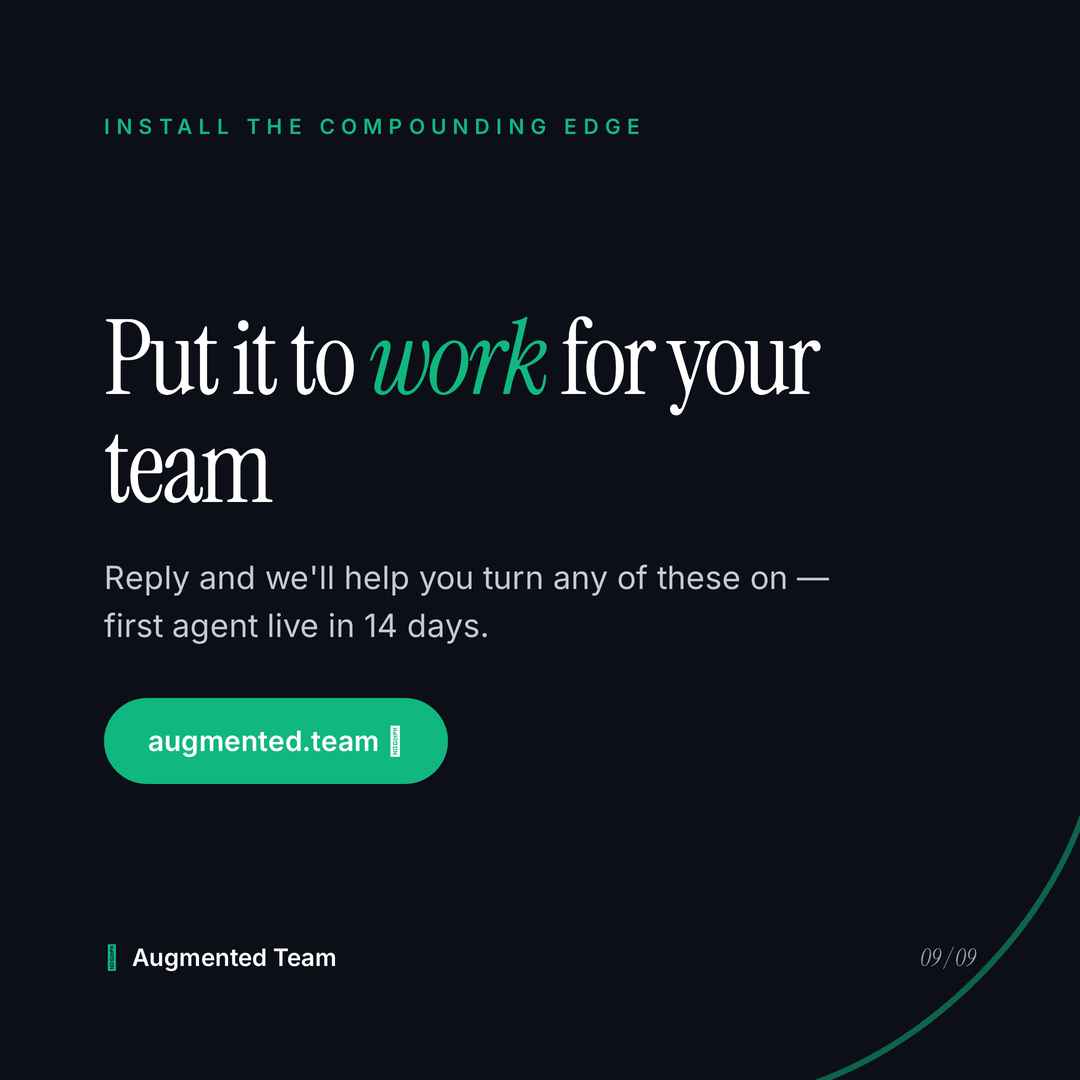 INSTALL THE COMPOUNDING EDGE
Put it to work for your
team
Reply and we'll help you turn any of these on —
first agent live in 14 days.
augmented.team
Augmented Team
09/09